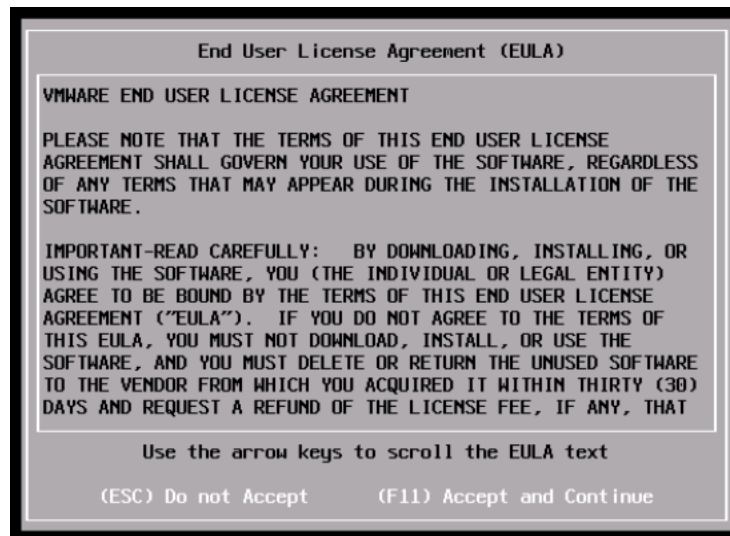 End User License Agreement (EULA)
VMWARE END USER LICENSE AGREEMENT
PLEASE NOTE THAT THE TERMS OF THIS END USER LICENSE
AGREEMENT SHALL GOVERN YOUR USE OF THE SOFTWARE, REGARDLESS
OF ANY TERMS THAT MAY APPEAR DURING THE INSTALLATION OF THE
SOFTWARE.
IMPORTANT-READ CAREFULLY:   BY DOWNLOADING, INSTALLING, OR
USING THE SOFTWARE, YOU (THE INDIVIDUAL OR LEGAL ENTITY)
AGREE TO BE BOUND BY THE TERMS OF THIS END USER LICENSE
AGREEMENT ("EULA").  IF YOU DO NOT AGREE TO THE TERMS OF
THIS EULA, YOU MUST NOT DOWNLOAD, INSTALL, OR USE THE
SOFTWARE, AND YOU MUST DELETE OR RETURN THE UNUSED SOFTWARE
TO THE VENDOR FROM WHICH YOU ACQUIRED IT WITHIN THIRTY (30)
DAYS AND REQUEST A REFUND OF THE LICENSE FEE, IF ANY, THAT
Use the arrow keys to scroll the EULA text
(ESC) Do not Accept      (F11) Accept and Continue